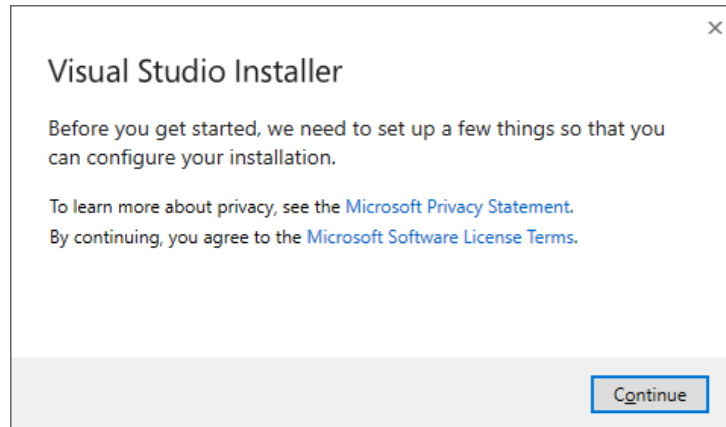 Visual Studio Installer
Before you get started, we need to set up a few things so that you
can configure your installation.
To learn more about privacy, see the Microsoft Privacy Statement.
By continuing, you agree to the Microsoft Software License Terms.
Continue